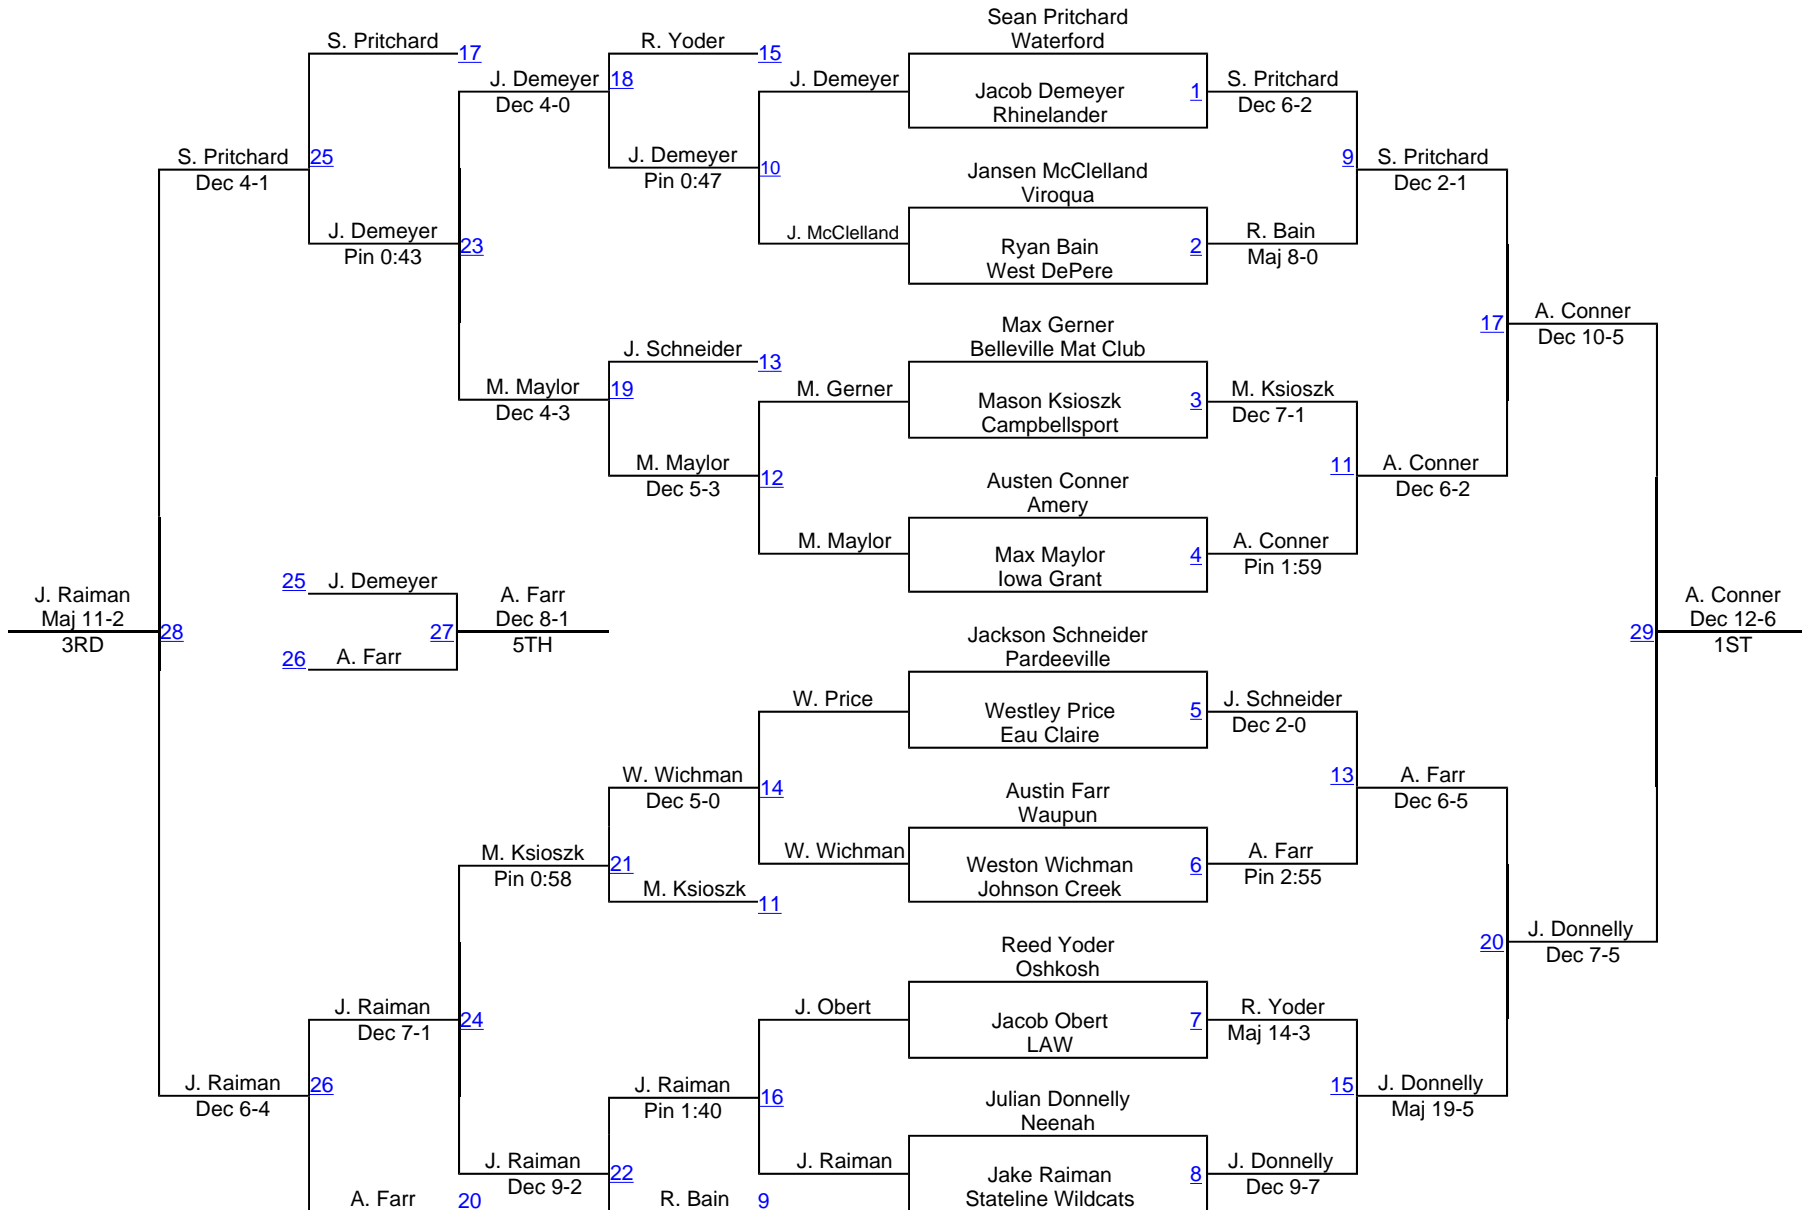 Sean Pritchard
Waterford
S. Pritchard
17
R. Yoder
15
J. Demeyer
Dec 4-0
18
J. Demeyer
Jacob Demeyer
Rhinelander
1
S. Pritchard
Dec 6-2
S. Pritchard
Dec 4-1
25
J. Demeyer
Pin 0:47
10
Jansen McClelland
Viroqua
9
S. Pritchard
Dec 2-1
J. Demeyer
Pin 0:43
23
J. McClelland
Ryan Bain
West DePere
2
R. Bain
Maj 8-0
Max Gerner
Belleville Mat Club
17
A. Conner
Dec 10-5
J. Schneider
13
M. Maylor
Dec 4-3
19
M. Gerner
Mason Ksioszk
Campbellsport
3
M. Ksioszk
Dec 7-1
M. Maylor
Dec 5-3
12
Austen Conner
Amery
11
A. Conner
Dec 6-2
M. Maylor
Max Maylor
Iowa Grant
4
A. Conner
Pin 1:59
J. Raiman
Maj 11-2
3RD
28
25
J. Demeyer
26
A. Farr
27
A. Farr
Dec 8-1
5TH
29
A. Conner
Dec 12-6
1ST
Jackson Schneider
Pardeeville
W. Price
Westley Price
Eau Claire
5
J. Schneider
Dec 2-0
W. Wichman
Dec 5-0
14
Austin Farr
Waupun
13
A. Farr
Dec 6-5
M. Ksioszk
Pin 0:58
21
W. Wichman
Weston Wichman
Johnson Creek
6
A. Farr
Pin 2:55
M. Ksioszk
11
Reed Yoder
Oshkosh
20
J. Donnelly
Dec 7-5
J. Raiman
Dec 7-1
24
J. Obert
Jacob Obert
LAW
7
R. Yoder
Maj 14-3
J. Raiman
Dec 6-4
26
J. Raiman
Pin 1:40
16
Julian Donnelly
Neenah
15
J. Donnelly
Maj 19-5
J. Raiman
Dec 9-2
22
J. Raiman
Jake Raiman
Stateline Wildcats
8
J. Donnelly
Dec 9-7
A. Farr
20
R. Bain
9